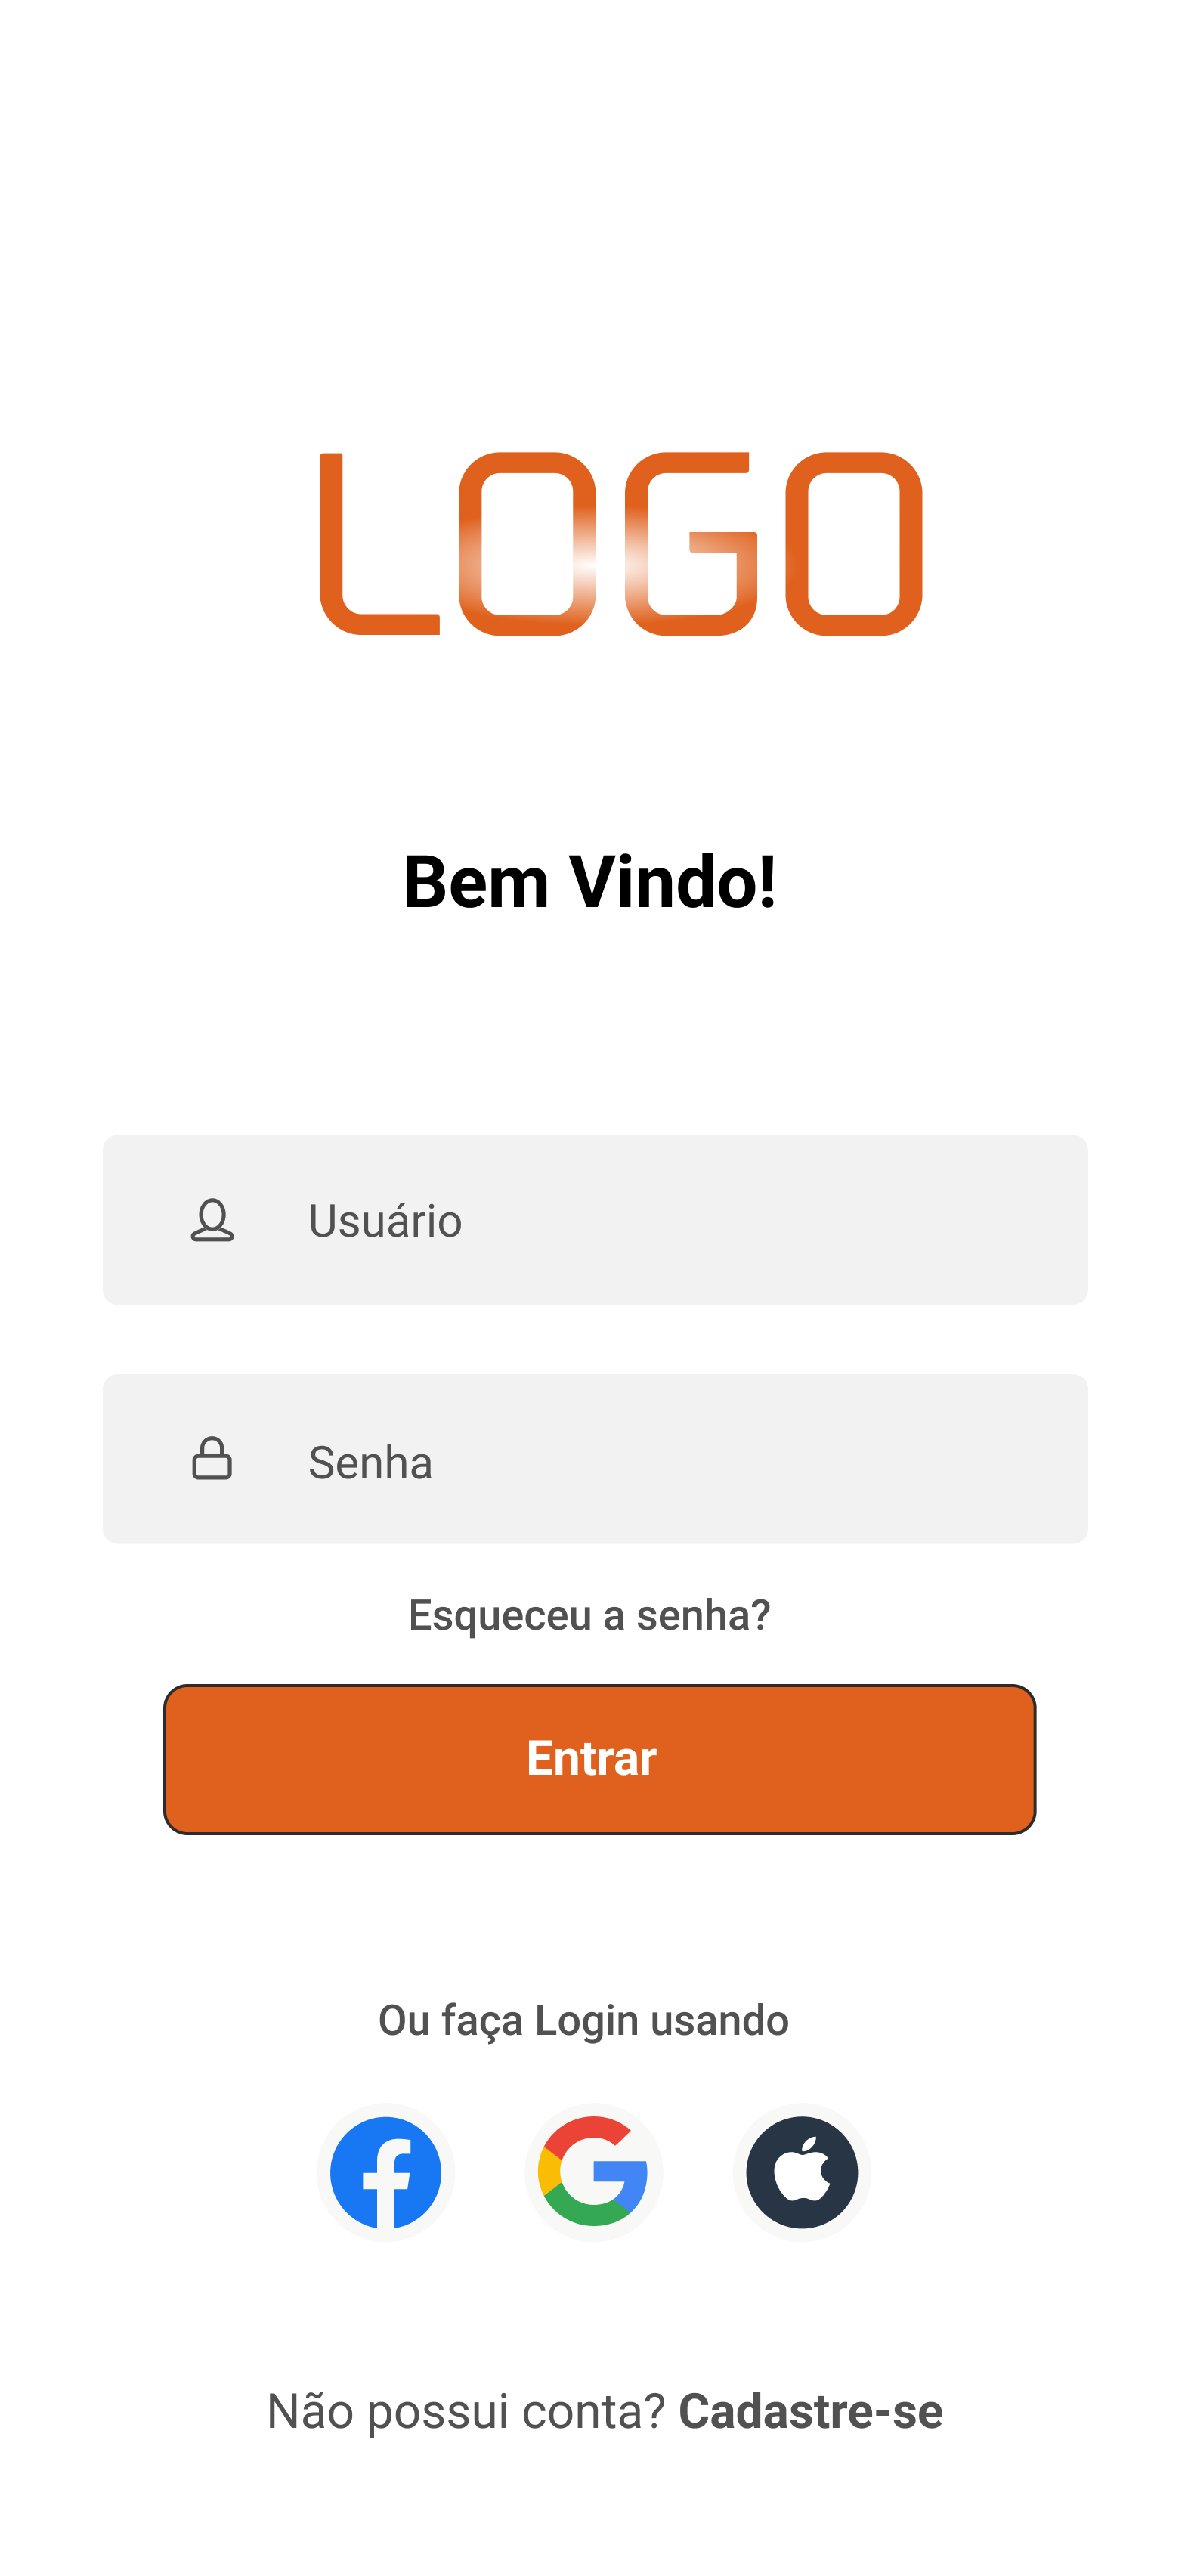 LOGO
Bem Vindo!
Usuário
Senha
Esqueceu a senha?
Entrar
Ou faça Login usando
Não possui conta? Cadastre-se